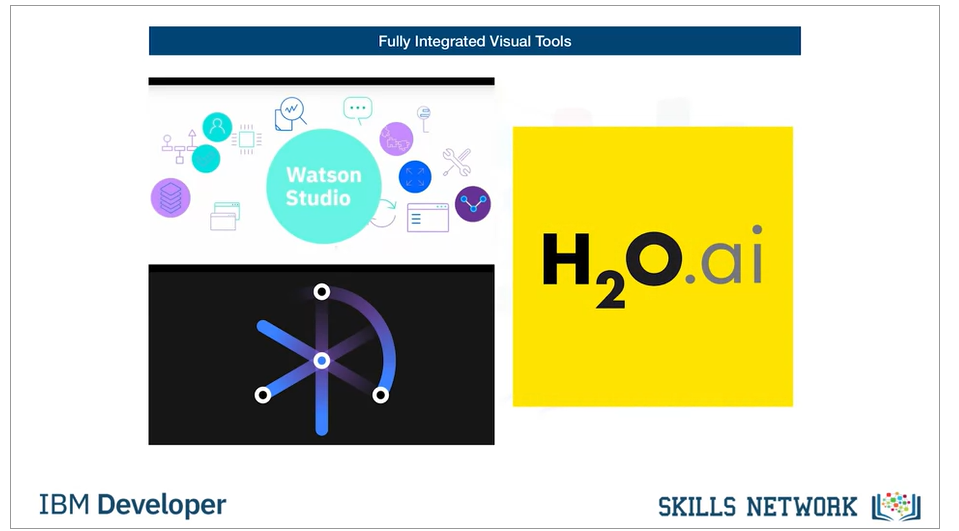 Fully Integrated Visual Tools
Watson
Studio
H2O.ai
IBM Developer
SKILLS NETWORK